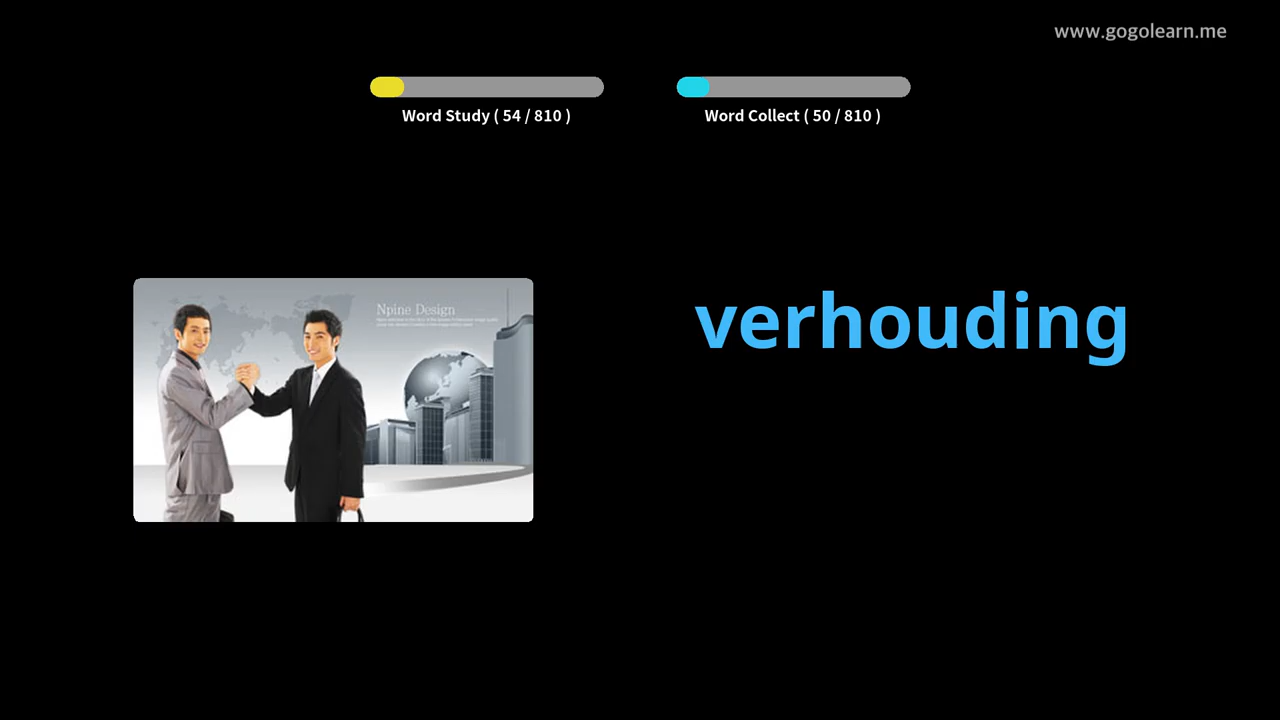 www.gogolearn.me
Word Study ( 54 / 810 )
Word Collect ( 50 / 810 )
Npine Design
verhouding